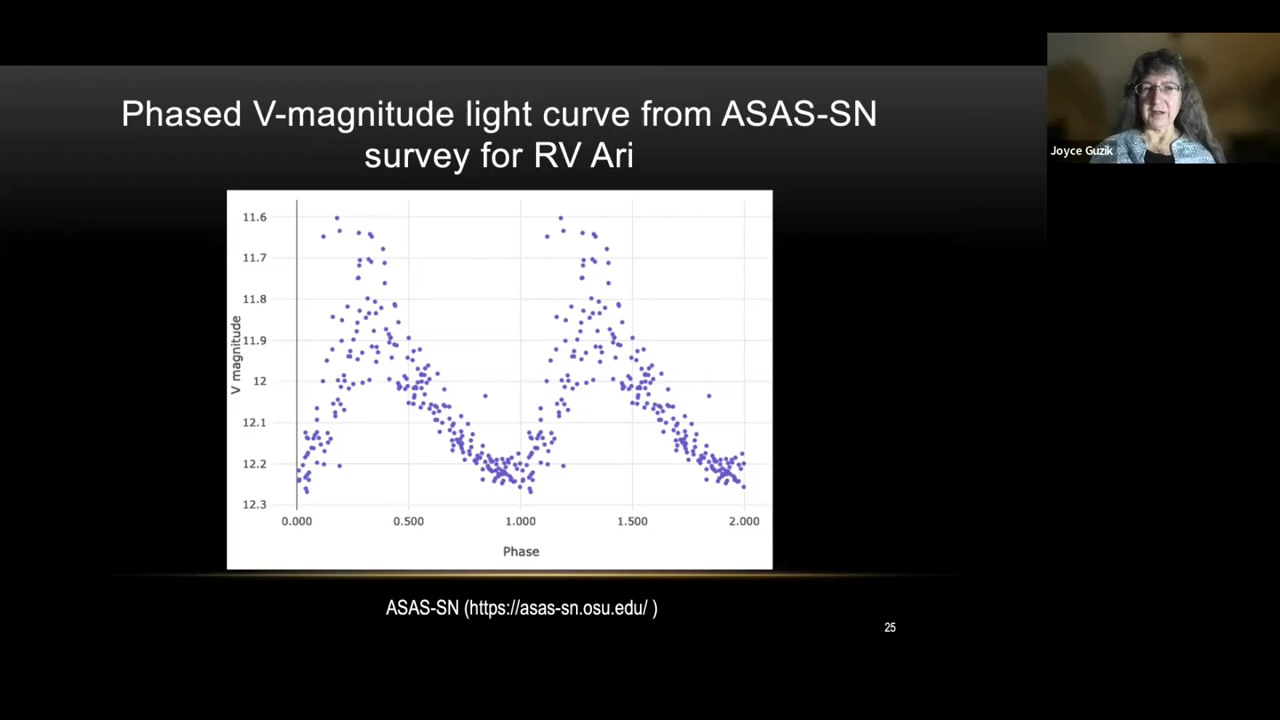 Phased V-magnitude light curve from ASAS-SN
survey for RV Ari
Joyce Guzik
V magnitude
11.6
11.7
11.8
11.9
12
12.1
12.2
12.3
0.000 0.500 1.000 1.500 2.000
Phase
ASAS-SN (https://asas-sn.osu.edu/ )
25